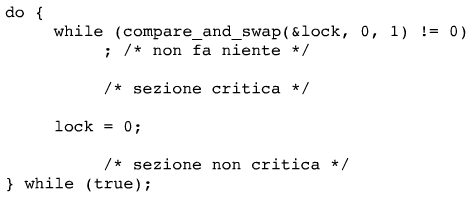 do {
while (compare_and_swap(&lock, 0, 1) != 0)
; /* non fa niente */
/* sezione critica */
lock = 0;
/* sezione non critica */
} while (true);